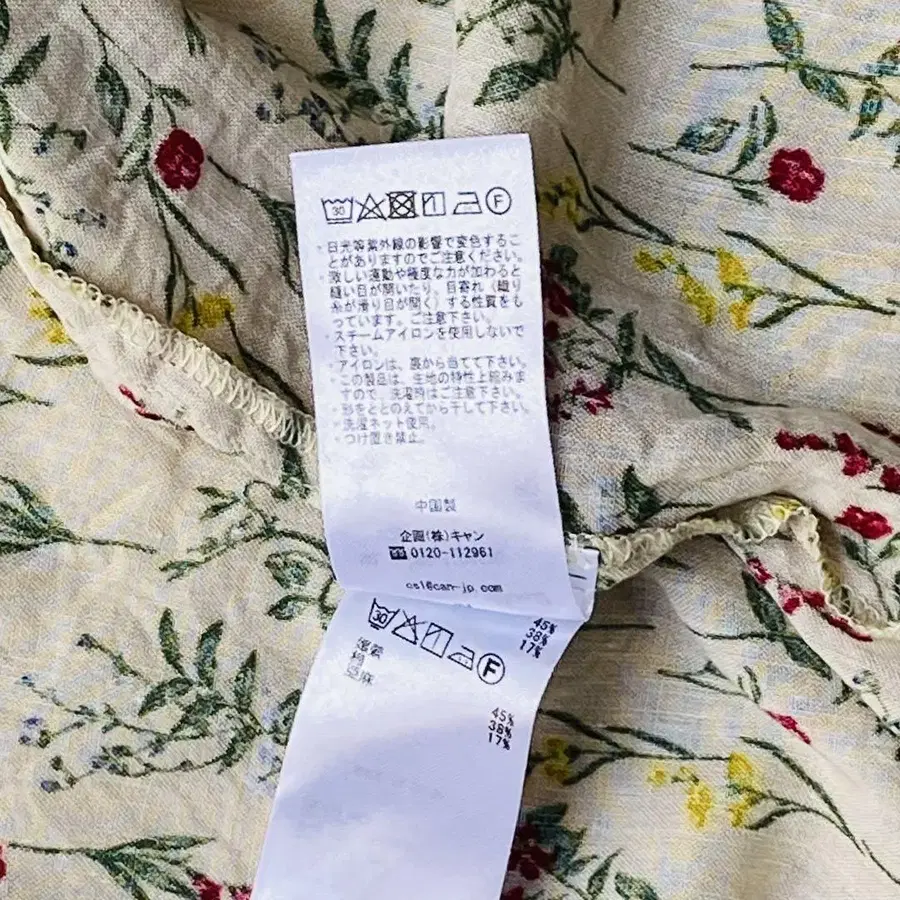 30 F
・日光等紫外線の影響で変色するこ
とがありますのでご注意ください。
・激しい運動や極度な力が加わると
縫い目が開いたり、目寄れ（織り
糸が滑り目が開く）する性質をも
っています。ご注意下さい。
・スチームアイロンを使用しないで
下さい。
・アイロンは、裏から当てて下さい。
・この製品は、生地の特性上縮みま
すので、洗濯時はご注意下さい。
・形をととのえてから干して下さい。
・洗濯ネット使用。
・つけ置き禁止。
中国製
企画(株)キャン
0120-112961
cs1@can-jp.com
30 F
45%
38%
17%
亞麻
45%
38%
17%